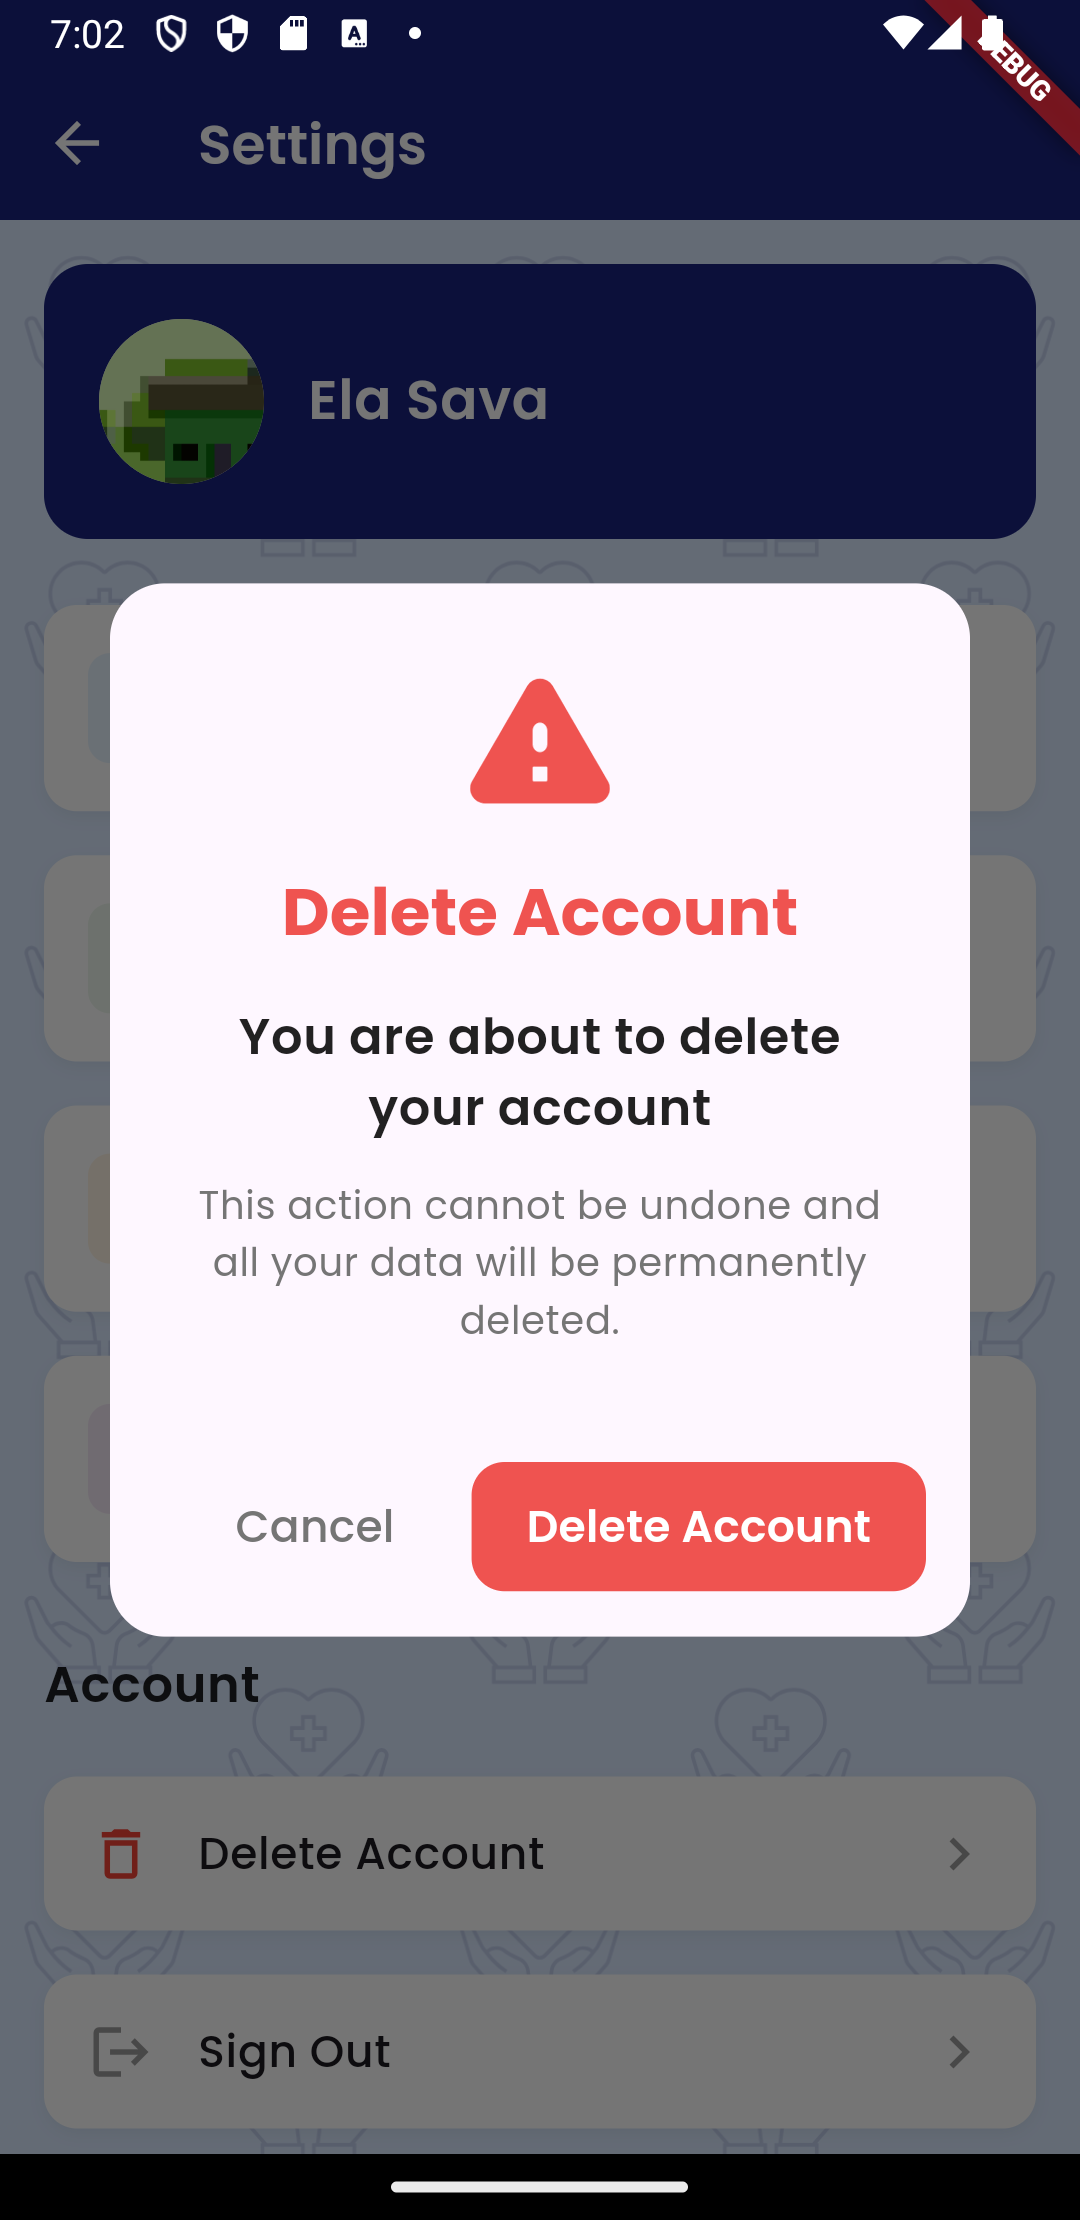 7:02
Settings
Ela Sava
Delete Account
You are about to delete
your account
This action cannot be undone and
all your data will be permanently
deleted.
Cancel
Delete Account
Account
Delete Account
Sign Out